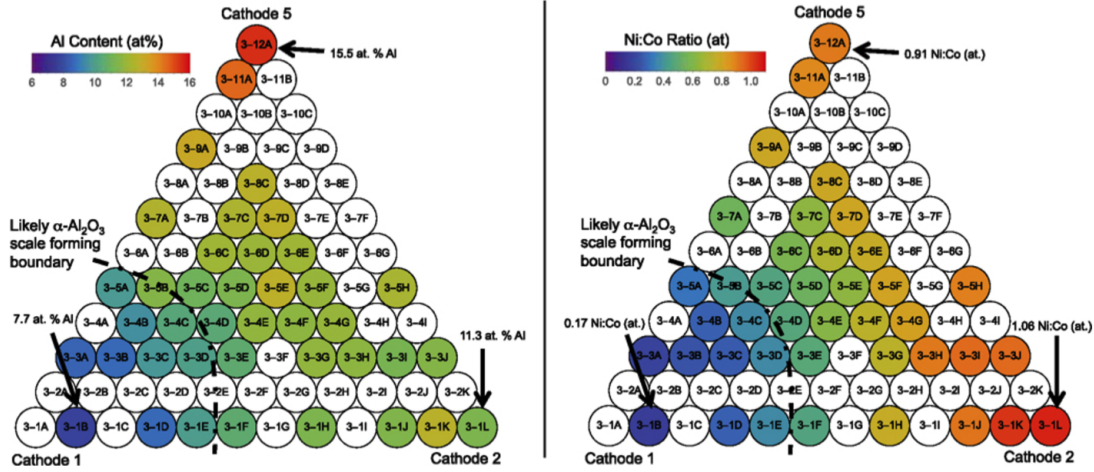 Cathode 5
Al Content (at%)
6 8 10 12 14 16
15.5 at. % Al
3-12A
3-11A 3-11B
3-10A 3-10B 3-10C
3-9A 3-9B 3-9C 3-9D
3-8A 3-8B 3-8C 3-8D 3-8E
3-7A 3-7B 3-7C 3-7D 3-7E 3-7F
Likely α-Al₂O₃
scale forming
boundary
3-6A 3-6B 3-6C 3-6D 3-6E 3-6F 3-6G
3-5A 3-5B 3-5C 3-5D 3-5E 3-5F 3-5G 3-5H
7.7 at. % Al
3-4A 3-4B 3-4C 3-4D 3-4E 3-4F 3-4G 3-4H 3-4I
11.3 at. % Al
3-3A 3-3B 3-3C 3-3D 3-3E 3-3F 3-3G 3-3H 3-3I 3-3J
3-2A 3-2B 3-2C 3-2D 3-2E 3-2F 3-2G 3-2H 3-2I 3-2J 3-2K
3-1A 3-1B 3-1C 3-1D 3-1E 3-1F 3-1G 3-1H 3-1I 3-1J 3-1K 3-1L
Cathode 1
Cathode 2
Cathode 5
Ni:Co Ratio (at)
0 0.2 0.4 0.6 0.8 1.0
0.91 Ni:Co (at.)
3-12A
3-11A 3-11B
3-10A 3-10B 3-10C
3-9A 3-9B 3-9C 3-9D
3-8A 3-8B 3-8C 3-8D 3-8E
3-7A 3-7B 3-7C 3-7D 3-7E 3-7F
Likely α-Al₂O₃
scale forming
boundary
3-6A 3-6B 3-6C 3-6D 3-6E 3-6F 3-6G
3-5A 3-5B 3-5C 3-5D 3-5E 3-5F 3-5G 3-5H
0.17 Ni:Co (at.)
3-4A 3-4B 3-4C 3-4D 3-4E 3-4F 3-4G 3-4H 3-4I
1.06 Ni:Co (at.)
3-3A 3-3B 3-3C 3-3D 3-3E 3-3F 3-3G 3-3H 3-3I 3-3J
3-2A 3-2B 3-2C 3-2D 3-2E 3-2F 3-2G 3-2H 3-2I 3-2J 3-2K
3-1A 3-1B 3-1C 3-1D 3-1E 3-1F 3-1G 3-1H 3-1I 3-1J 3-1K 3-1L
Cathode 1
Cathode 2